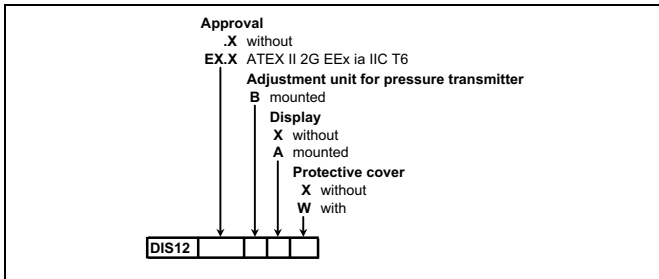 Approval
.X without
EX.X ATEX II 2G EEx ia IIC T6
Adjustment unit for pressure transmitter
B mounted
Display
X without
A mounted
Protective cover
X without
W with
DIS12